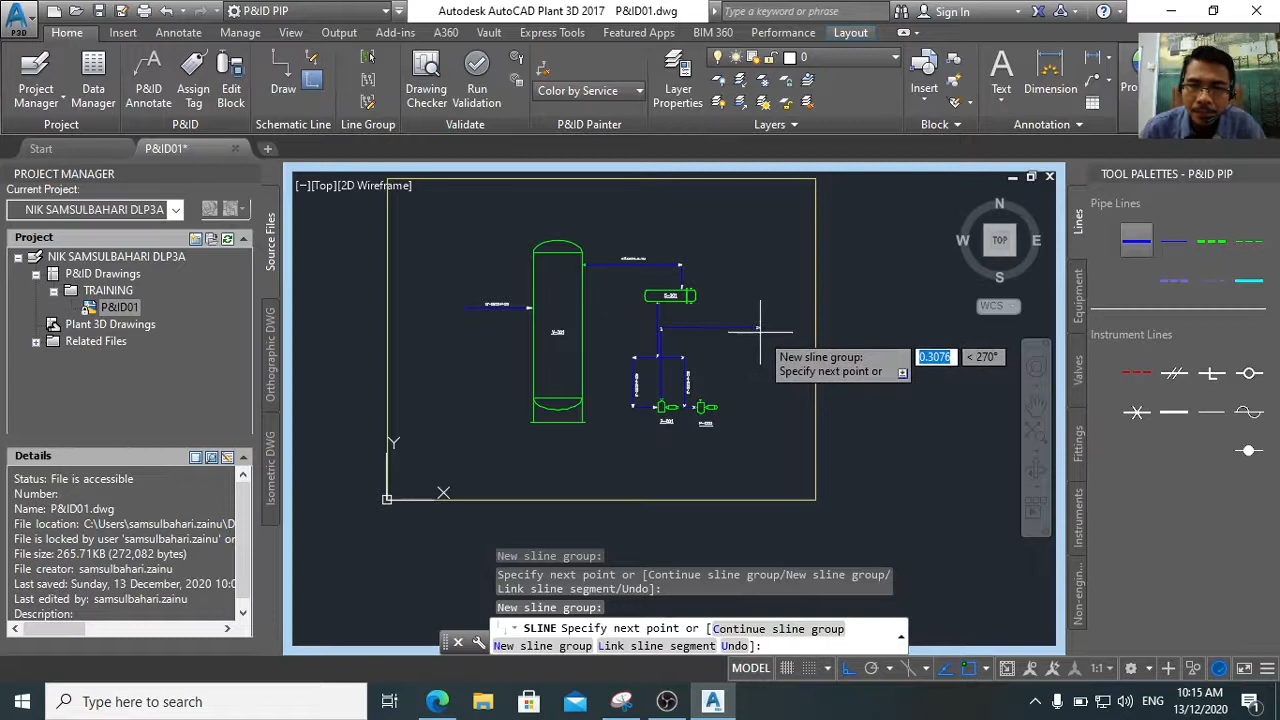 P3D
P&ID PIP
Autodesk AutoCAD Plant 3D 2017 P&ID01.dwg
Type a keyword or phrase
Sign In
Home Insert Annotate Manage View Output Add-ins A360 Vault Express Tools Featured Apps BIM 360 Performance Layout
Project
Manager
Data
Manager
P&ID
Annotate
Assign
Tag
Edit
Block
Draw
Drawing
Checker
Run
Validation
Color by Service
Layer
Properties
0
Insert
Text
Dimension
Project
P&ID
Schematic Line
Line Group
Validate
P&ID Painter
Layers
Block
Annotation
Start
P&ID01*
PROJECT MANAGER
Current Project:
NIK SAMSULBAHARI DLP3A
Project
NIK SAMSULBAHARI DLP3A
P&ID Drawings
TRAINING
P&ID01
Plant 3D Drawings
Related Files
Source Files
Orthographic DWG
Isometric DWG
Details
Status: File is accessible
Number:
Name: P&ID01.dwg
File location: C:\Users\samsulbahari.zainu\D
File is locked by user 'samsulbahari.zainu' or
File size: 265.71KB (272,082 bytes)
File creator: samsulbahari.zainu
Last saved: Sunday, 13 December, 2020 10:0
Last edited by: samsulbahari.zainu
Description:
[−][Top][2D Wireframe]
N
W
TOP
E
S
WCS
Y
X
New sline group:
Specify next point or
0.3076
< 270°
New sline group:
Specify next point or [Continue sline group/New sline group/
Link sline segment/Undo]:
New sline group:
SLINE Specify next point or [Continue sline group
New sline group Link sline segment Undo]:
TOOL PALETTES - P&ID PIP
Lines
Equipment
Valves
Instruments
Non-engin...
Pipe Lines
Instrument Lines
MODEL
1:1
Type here to search
ENG
10:15 AM
13/12/2020